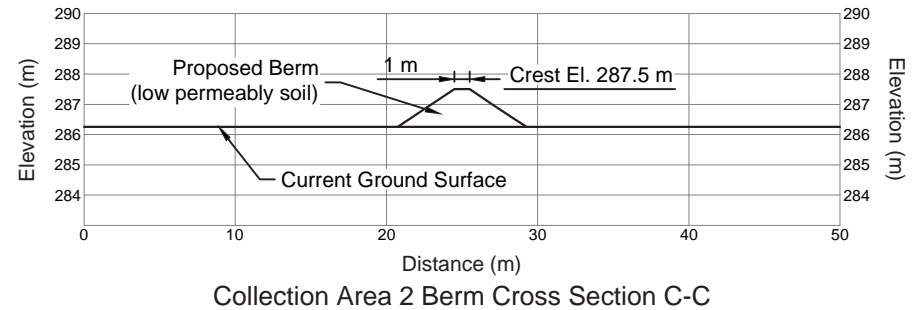 290
289
288
287
286
285
284
290
289
288
287
286
285
284
Elevation (m)
Elevation (m)
Proposed Berm
(low permeably soil)
1 m
Crest El. 287.5 m
Current Ground Surface
0
10
20
30
40
50
Distance (m)
Collection Area 2 Berm Cross Section C-C